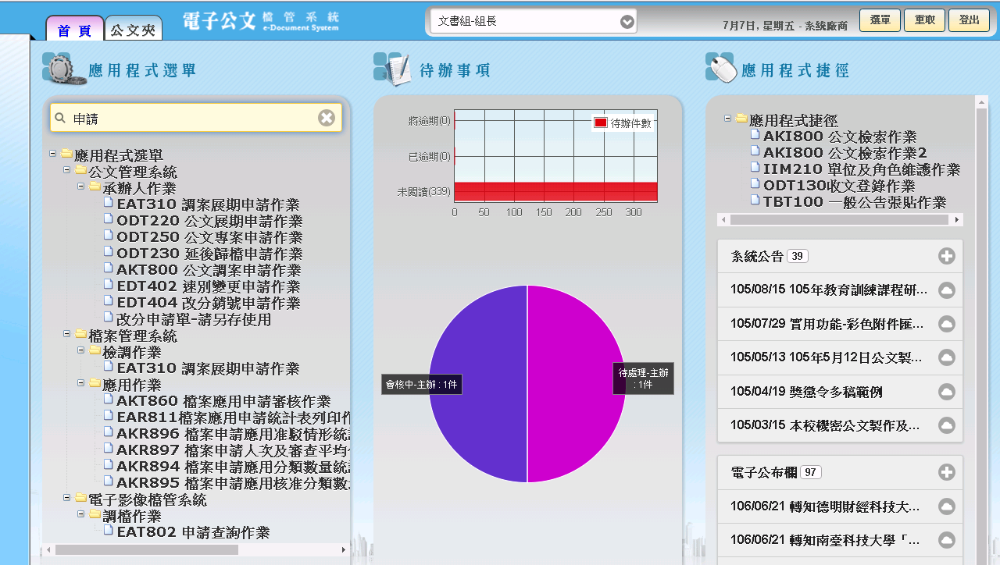 首 頁
公文夾
電子公文 檔管系統
e-Document System
文書組-組長
7月7日, 星期五 - 系統廠商
選單
重取
登出
應用程式選單
申請
應用程式選單
公文管理系統
承辦人作業
EAT310 調案展期申請作業
ODT220 公文展期申請作業
ODT250 公文專案申請作業
ODT230 延後歸檔申請作業
AKT800 公文調案申請作業
EDT402 速別變更申請作業
EDT404 改分銷號申請作業
改分申請單-請另存使用
檔案管理系統
檢調作業
EAT310 調案展期申請作業
應用作業
AKT860 檔案應用申請審核作業
EAR811檔案應用申請統計表列印作
AKR896 檔案申請應用准駁情形統
AKR897 檔案申請人次及審查平均
AKR894 檔案申請應用分類數量統
AKR895 檔案申請應用核准分類數
電子影像檔管系統
調檔作業
EAT802 申請查詢作業
待辦事項
待辦件數
將逾期(0)
已逾期(0)
未閱讀(339)
0 50 100 150 200 250 300
會核中-主辦 : 1件
待處理-主辦
: 1件
應用程式捷徑
應用程式捷徑
AKI800 公文檢索作業
AKI800 公文檢索作業2
IIM210 單位及角色維護作業
ODT130收文登錄作業
TBT100 一般公告張貼作業
系統公告 39
105/08/15 105年教育訓練課程研...
105/07/29 實用功能-彩色附件匯...
105/05/13 105年5月12日公文製...
105/04/19 獎懲令多稿範例
105/03/15 本校機密公文製作及...
電子公布欄 97
106/06/21 轉知德明財經科技大...
106/06/21 轉知南臺科技大學「...